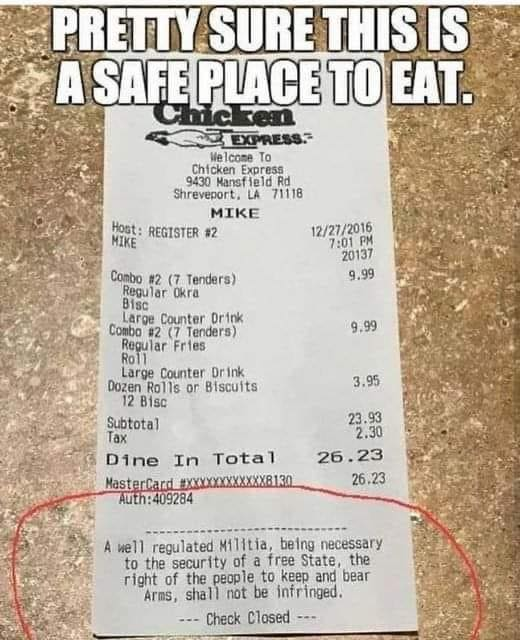 PRETTY SURE THIS IS
A SAFE PLACE TO EAT.
Chicken
EXPRESS
Welcome To
Chicken Express
9430 Mansfield Rd
Shreveport, LA 71118
MIKE
Host: REGISTER #2 12/27/2016
MIKE 7:01 PM
20137
Combo #2 (7 Tenders) 9.99
Regular Okra
Bisc
Large Counter Drink
Combo #2 (7 Tenders) 9.99
Regular Fries
Roll
Large Counter Drink
Dozen Rolls or Biscuits 3.95
12 Bisc
Subtotal 23.93
Tax 2.30
Dine In Total 26.23
MasterCard #XXXXXXXXXXXX8130 26.23
Auth:409284
A well regulated Militia, being necessary
to the security of a free State, the
right of the people to keep and bear
Arms, shall not be infringed.
--- Check Closed ---